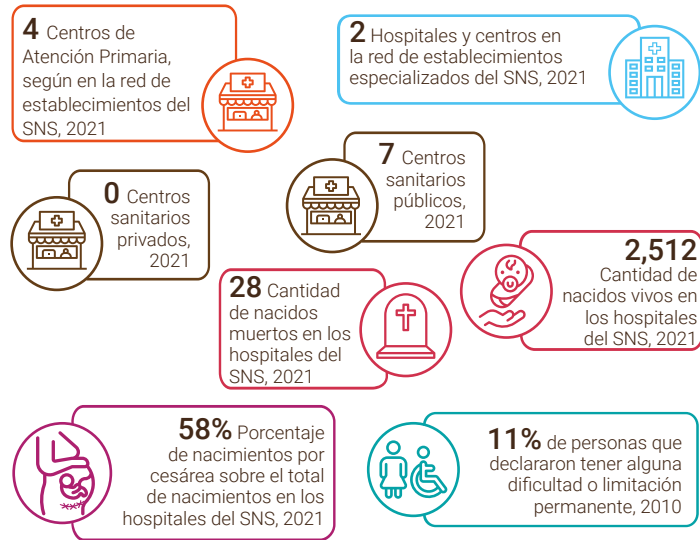 4 Centros de
Atención Primaria,
según en la red de
establecimientos del
SNS, 2021
2 Hospitales y centros en
la red de establecimientos
especializados del SNS, 2021
0 Centros
sanitarios
privados,
2021
7 Centros
sanitarios
públicos,
2021
28 Cantidad
de nacidos
muertos en los
hospitales del
SNS, 2021
2,512
Cantidad de
nacidos vivos en
los hospitales
del SNS, 2021
58% Porcentaje
de nacimientos por
cesárea sobre el total
de nacimientos en los
hospitales del SNS, 2021
11% de personas que
declararon tener alguna
dificultad o limitación
permanente, 2010